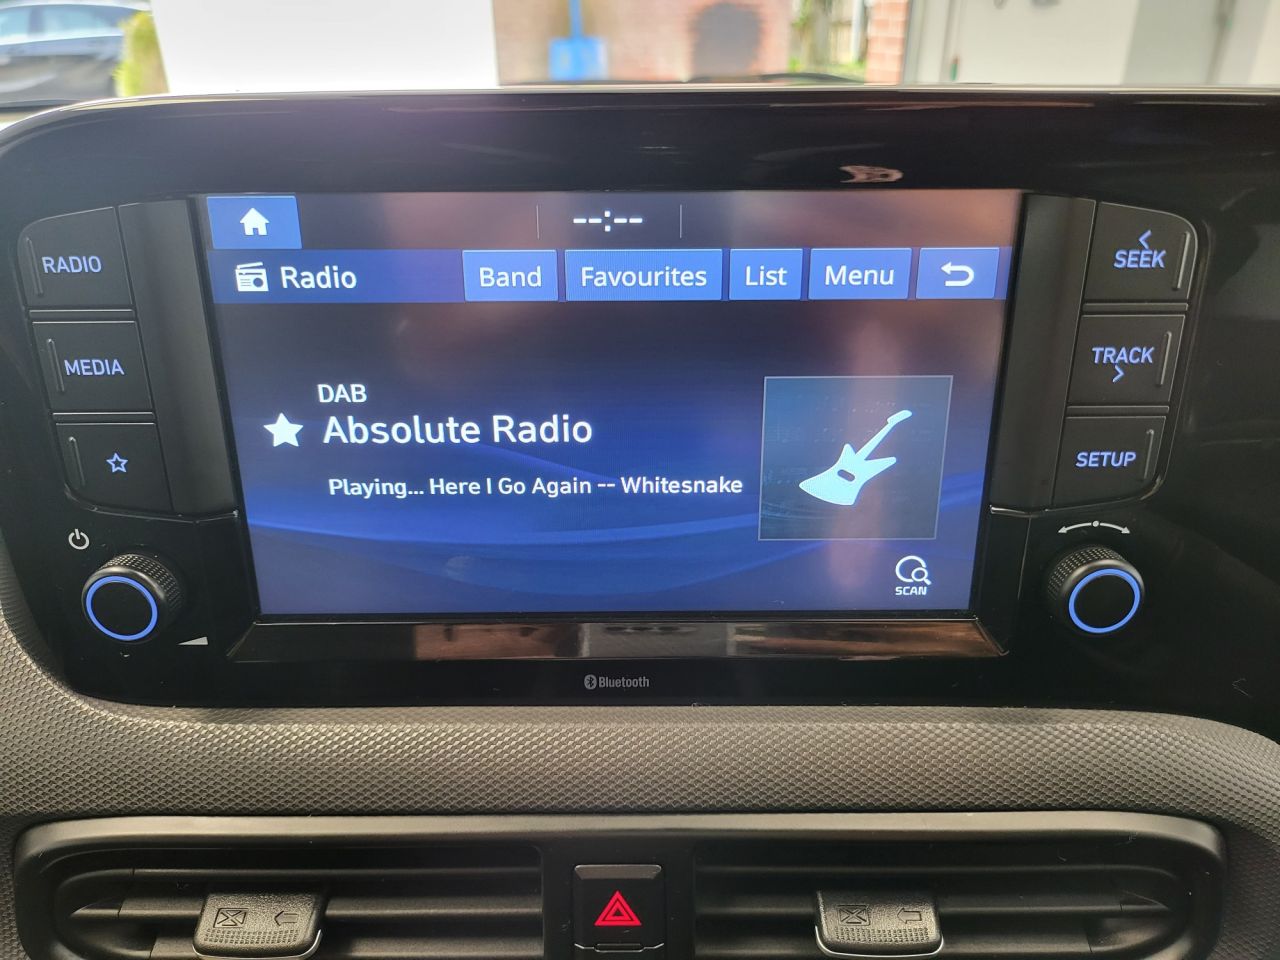 --:--
Radio
Band
Favourites
List
Menu
RADIO
MEDIA
DAB
Absolute Radio
Playing... Here I Go Again -- Whitesnake
SCAN
SEEK
TRACK
SETUP
Bluetooth